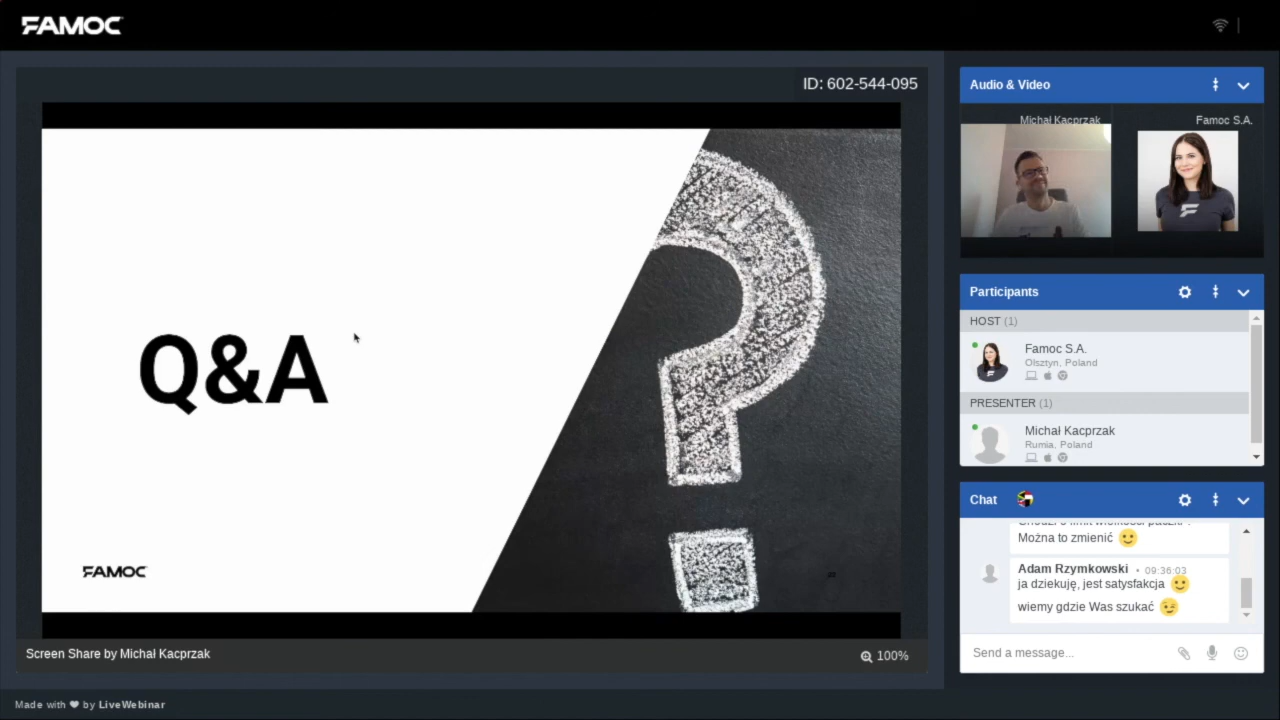 FAMOC
ID: 602-544-095
Q&A
FAMOC
Screen Share by Michał Kacprzak
100%
Audio & Video
Michał Kacprzak
Famoc S.A.
Participants
HOST (1)
Famoc S.A.
Olsztyn, Poland
PRESENTER (1)
Michał Kacprzak
Rumia, Poland
Chat
Można to zmienić
Adam Rzymkowski • 09:36:03
ja dziekuję, jest satysfakcja
wiemy gdzie Was szukać
Send a message...
Made with ❤ by LiveWebinar